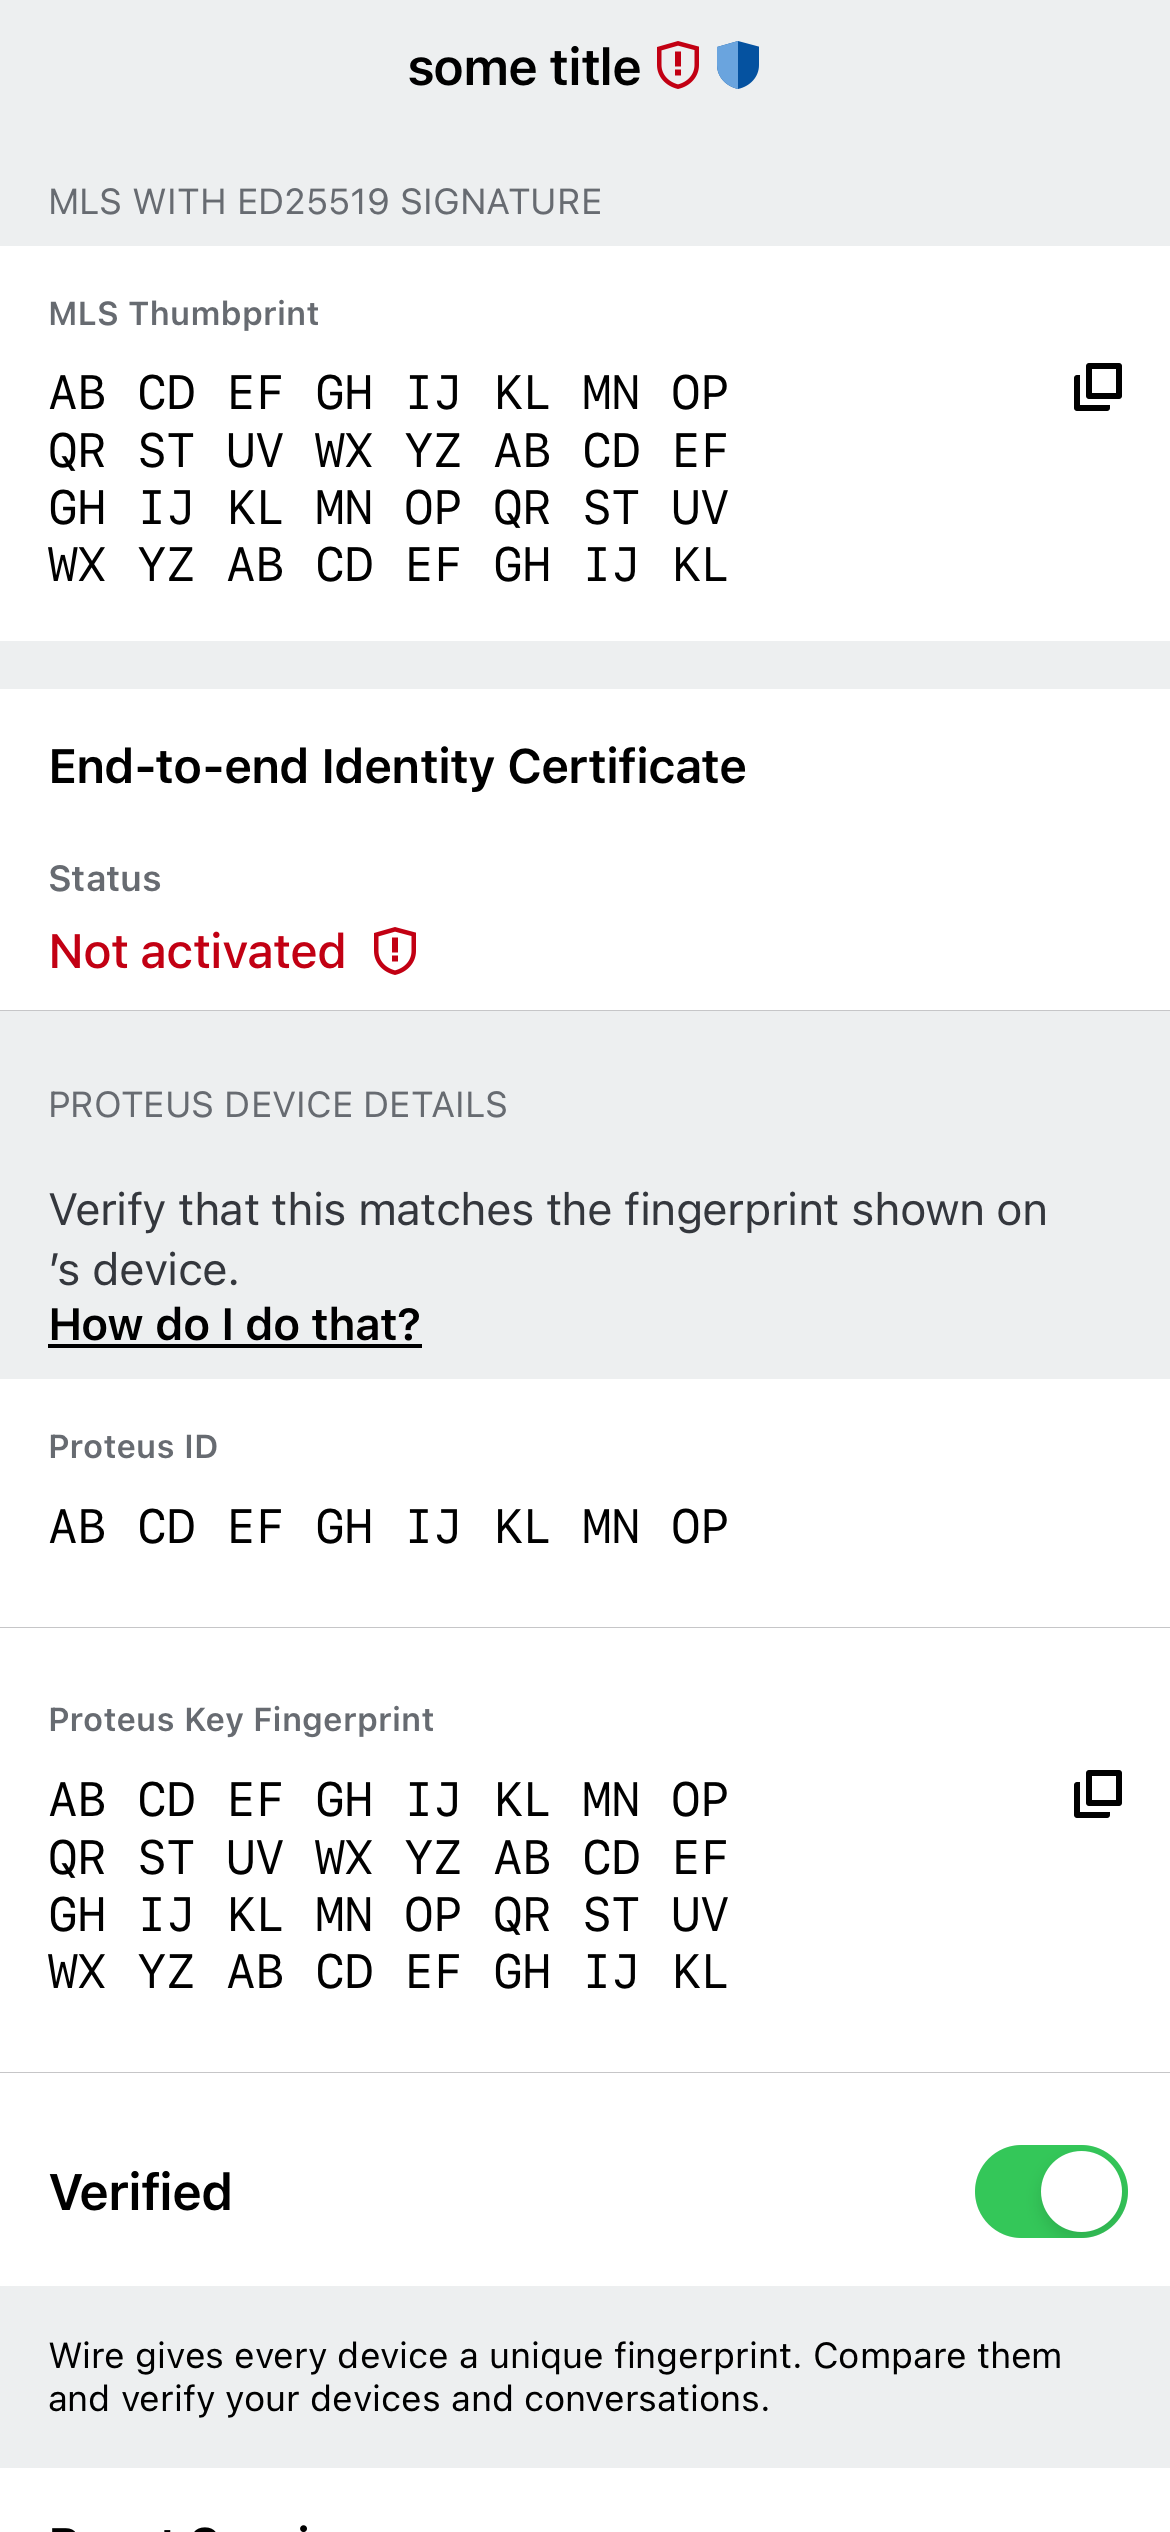 some title
MLS WITH ED25519 SIGNATURE
MLS Thumbprint
AB CD EF GH IJ KL MN OP
QR ST UV WX YZ AB CD EF
GH IJ KL MN OP QR ST UV
WX YZ AB CD EF GH IJ KL
End-to-end Identity Certificate
Status
Not activated
PROTEUS DEVICE DETAILS
Verify that this matches the fingerprint shown on
’s device.
How do I do that?
Proteus ID
AB CD EF GH IJ KL MN OP
Proteus Key Fingerprint
AB CD EF GH IJ KL MN OP
QR ST UV WX YZ AB CD EF
GH IJ KL MN OP QR ST UV
WX YZ AB CD EF GH IJ KL
Verified
Wire gives every device a unique fingerprint. Compare them
and verify your devices and conversations.